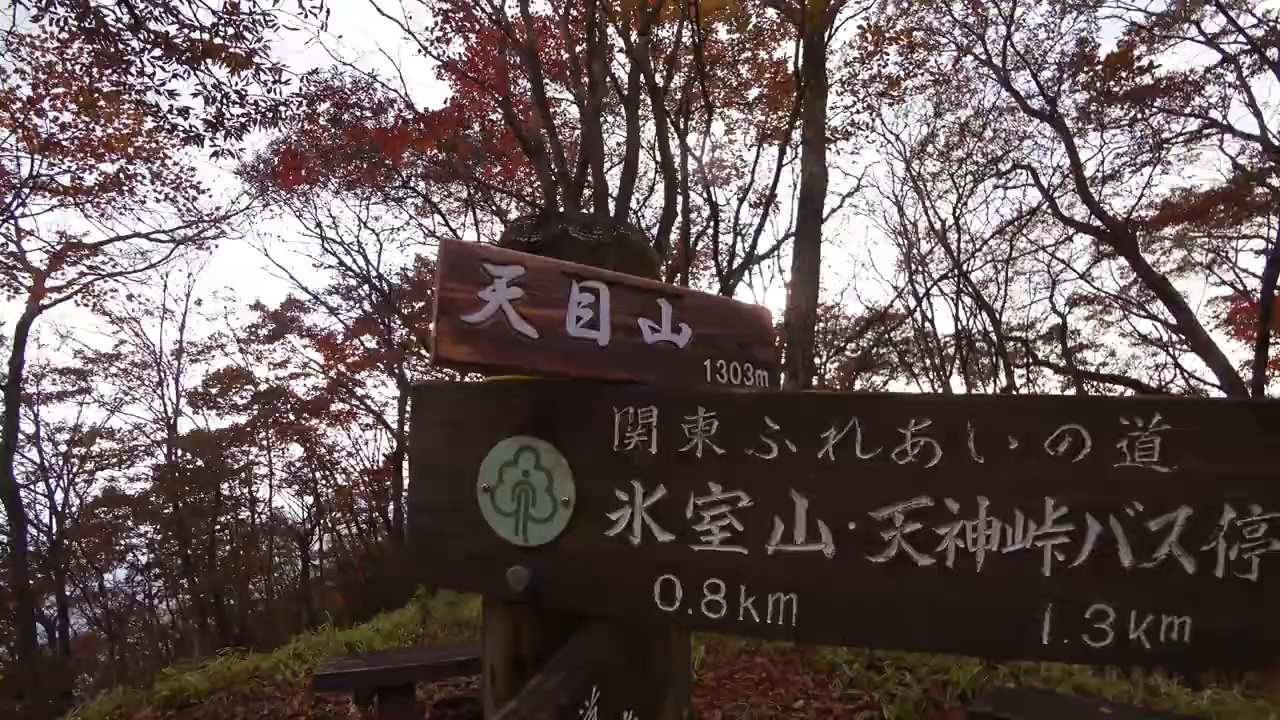 天目山
1303m
関東ふれあいの道
氷室山・天神峠バス停
0.8km 1.3km